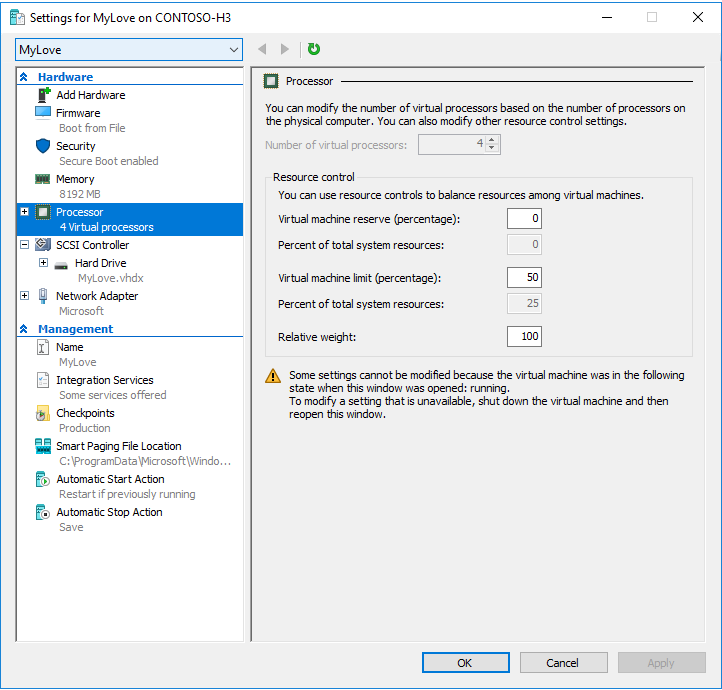 Settings for MyLove on CONTOSO-H3
MyLove
Hardware
Add Hardware
Firmware
Boot from File
Security
Secure Boot enabled
Memory
8192 MB
Processor
4 Virtual processors
SCSI Controller
Hard Drive
MyLove.vhdx
Network Adapter
Microsoft
Management
Name
MyLove
Integration Services
Some services offered
Checkpoints
Production
Smart Paging File Location
C:\ProgramData\Microsoft\Windo...
Automatic Start Action
Restart if previously running
Automatic Stop Action
Save
Processor
You can modify the number of virtual processors based on the number of processors on
the physical computer. You can also modify other resource control settings.
Number of virtual processors: 4
Resource control
You can use resource controls to balance resources among virtual machines.
Virtual machine reserve (percentage): 0
Percent of total system resources: 0
Virtual machine limit (percentage): 50
Percent of total system resources: 25
Relative weight: 100
Some settings cannot be modified because the virtual machine was in the following
state when this window was opened: running.
To modify a setting that is unavailable, shut down the virtual machine and then
reopen this window.
OK Cancel Apply